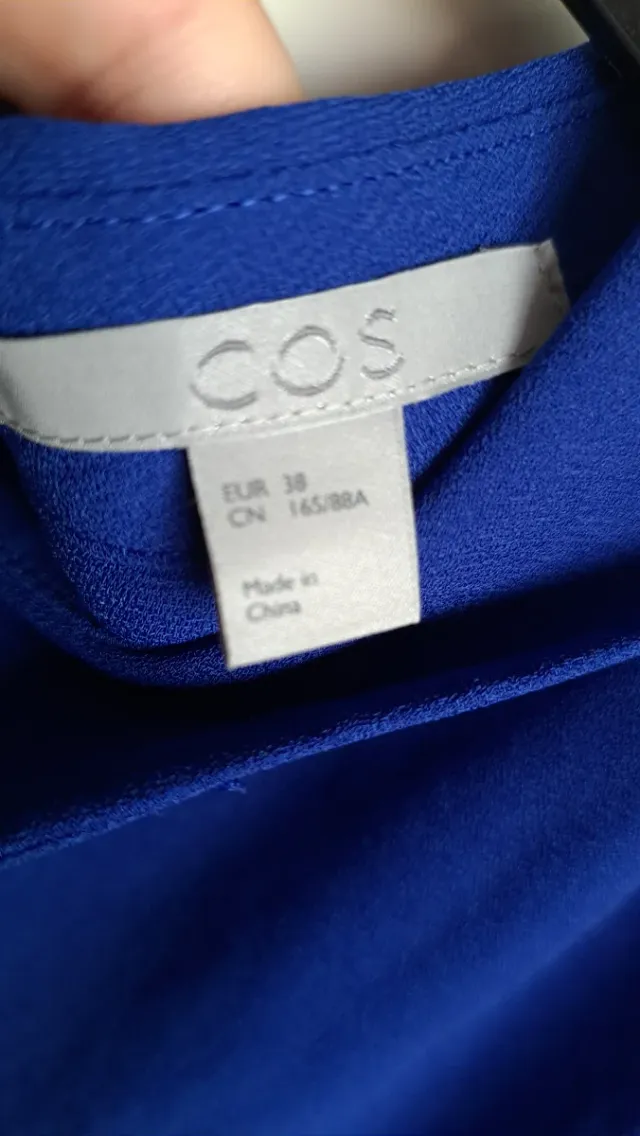 COS
EUR 38
CN 165/88A
Made in
China